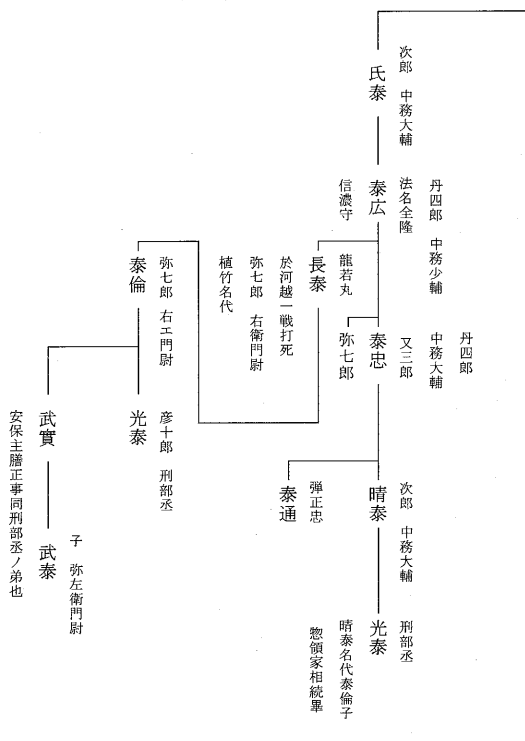 次郎 中務大輔
氏泰
丹四郎 中務少輔
法名全隆
泰広
信濃守
丹四郎
中務大輔
又三郎
泰忠
弥七郎
龍若丸
長泰
於河越一戦打死
弥七郎 右衛門尉
植竹名代
次郎 中務大輔
晴泰
弾正忠
泰通
刑部丞
光泰
晴泰名代泰倫子
惣領家相続畢
弥七郎 右エ門尉
泰倫
彦十郎 刑部丞
光泰
武實
安保主膳正事同刑部丞ノ弟也
子 弥左衛門尉
武泰